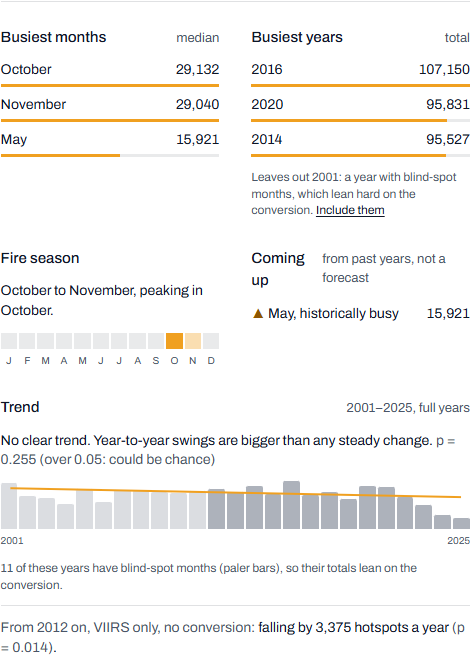 Busiest months median
October 29,132
November 29,040
May 15,921
Busiest years total
2016 107,150
2020 95,831
2014 95,527
Leaves out 2001: a year with blind-spot
months, which lean hard on the
conversion. Include them
Fire season
October to November, peaking in
October.
J F M A M J J A S O N D
Coming up
from past years, not a
forecast
▲ May, historically busy 15,921
Trend 2001–2025, full years
No clear trend. Year-to-year swings are bigger than any steady change. p =
0.255 (over 0.05: could be chance)
2001 2025
11 of these years have blind-spot months (paler bars), so their totals lean on the
conversion.
From 2012 on, VIIRS only, no conversion: falling by 3,375 hotspots a year (p
= 0.014).